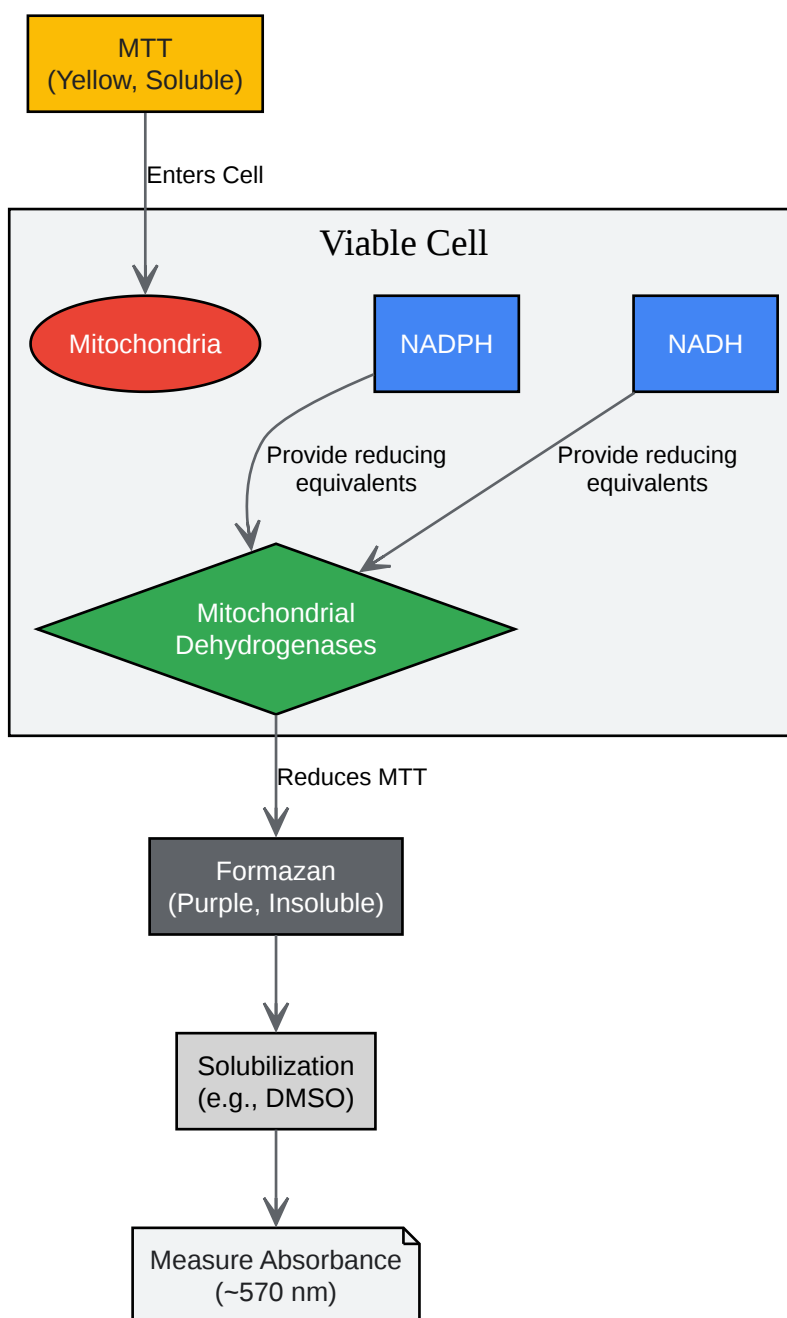 MTT
(Yellow, Soluble)
Enters Cell
Viable Cell
Mitochondria
NADPH
NADH
Provide reducing
equivalents
Provide reducing
equivalents
Mitochondrial
Dehydrogenases
Reduces MTT
Formazan
(Purple, Insoluble)
Solubilization
(e.g., DMSO)
Measure Absorbance
(~570 nm)